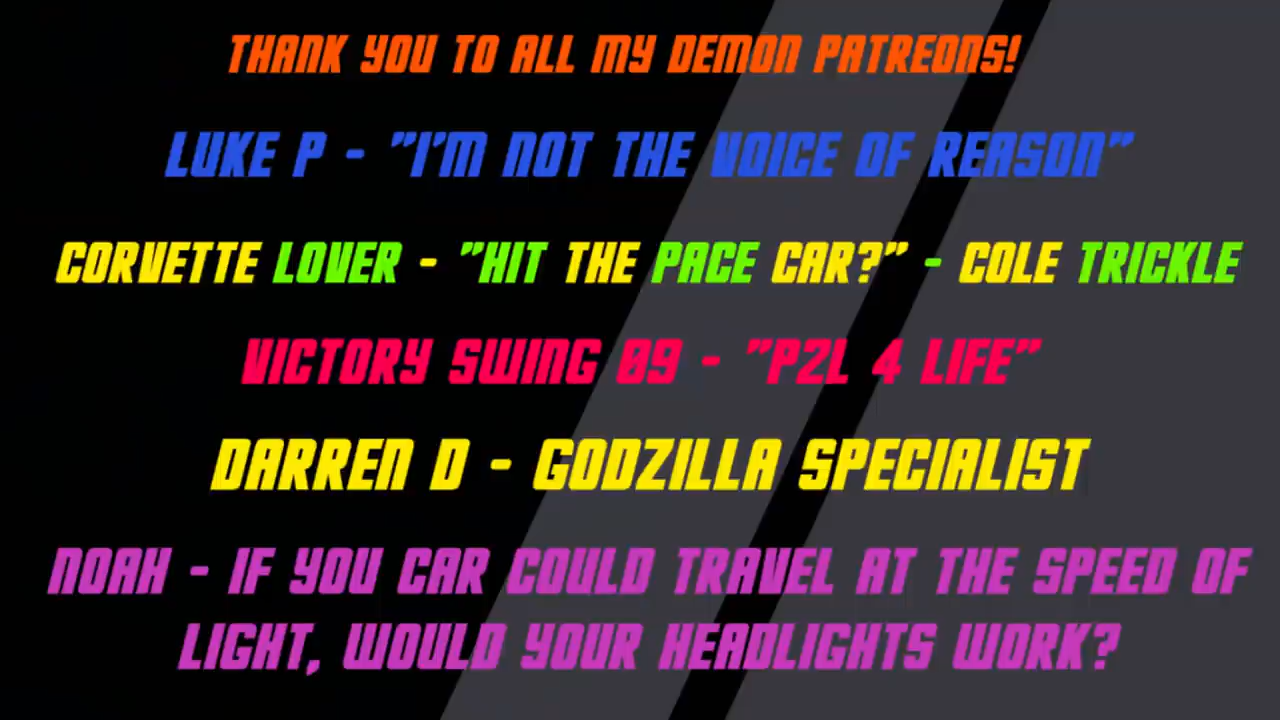 THANK YOU TO ALL MY DEMON PATREONS!
LUKE P - "I'M NOT THE VOICE OF REASON"
CORVETTE LOVER - "HIT THE PACE CAR?" - COLE TRICKLE
VICTORY SWING 09 - "P2L 4 LIFE"
DARREN D - GODZILLA SPECIALIST
NOAH - IF YOU CAR COULD TRAVEL AT THE SPEED OF
LIGHT, WOULD YOUR HEADLIGHTS WORK?